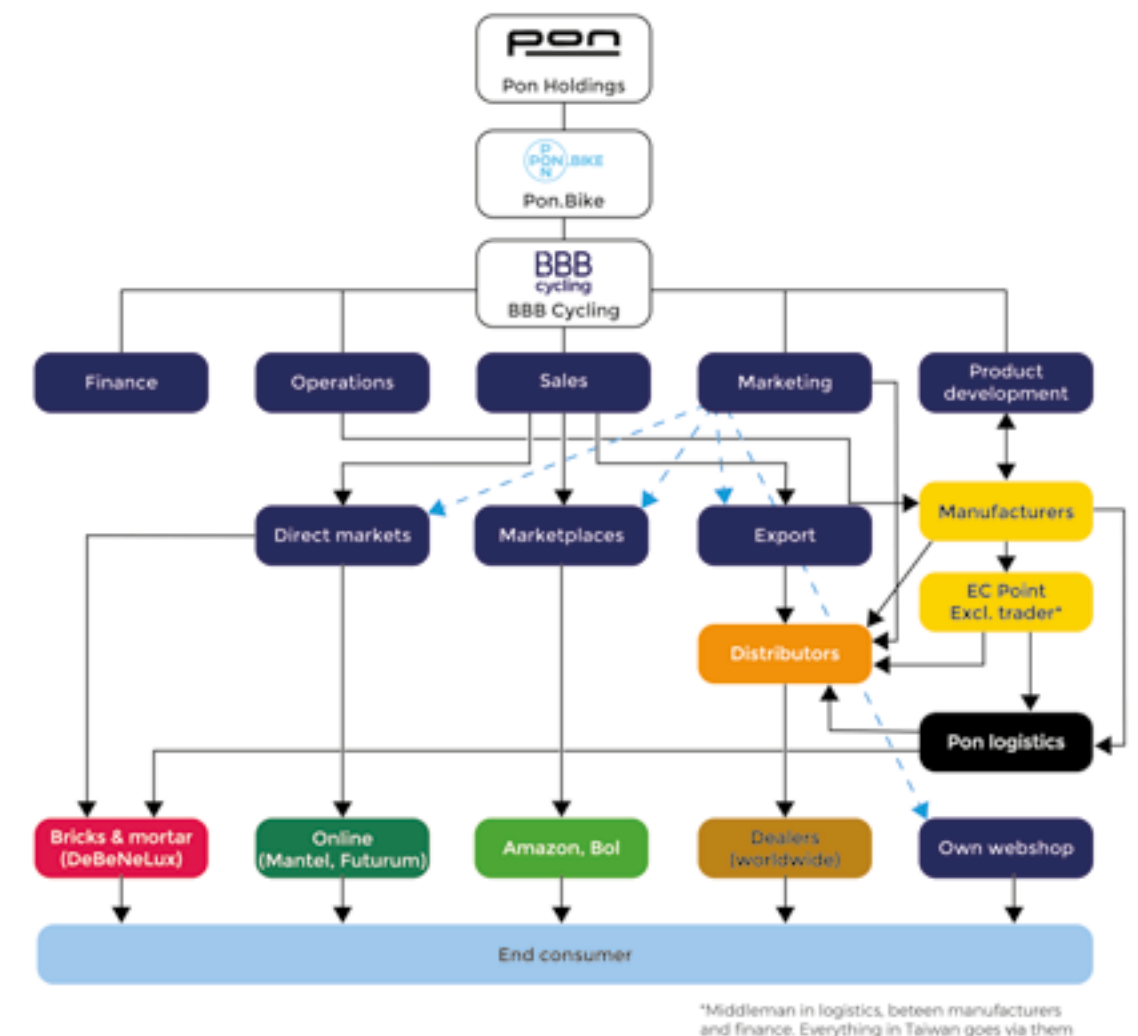 pon
Pon Holdings
P
PON.BIKE
N
Pon.Bike
BBB
cycling
BBB Cycling
Finance
Operations
Sales
Marketing
Product
development
Direct markets
Marketplaces
Export
Manufacturers
EC Point
Excl. trader*
Distributors
Pon logistics
Bricks & mortar
(DeBeNeLux)
Online
(Mantel, Futurum)
Amazon, Bol
Dealers
(worldwide)
Own webshop
End consumer
*Middleman in logistics, beteen manufacturers
and finance. Everything in Taiwan goes via them